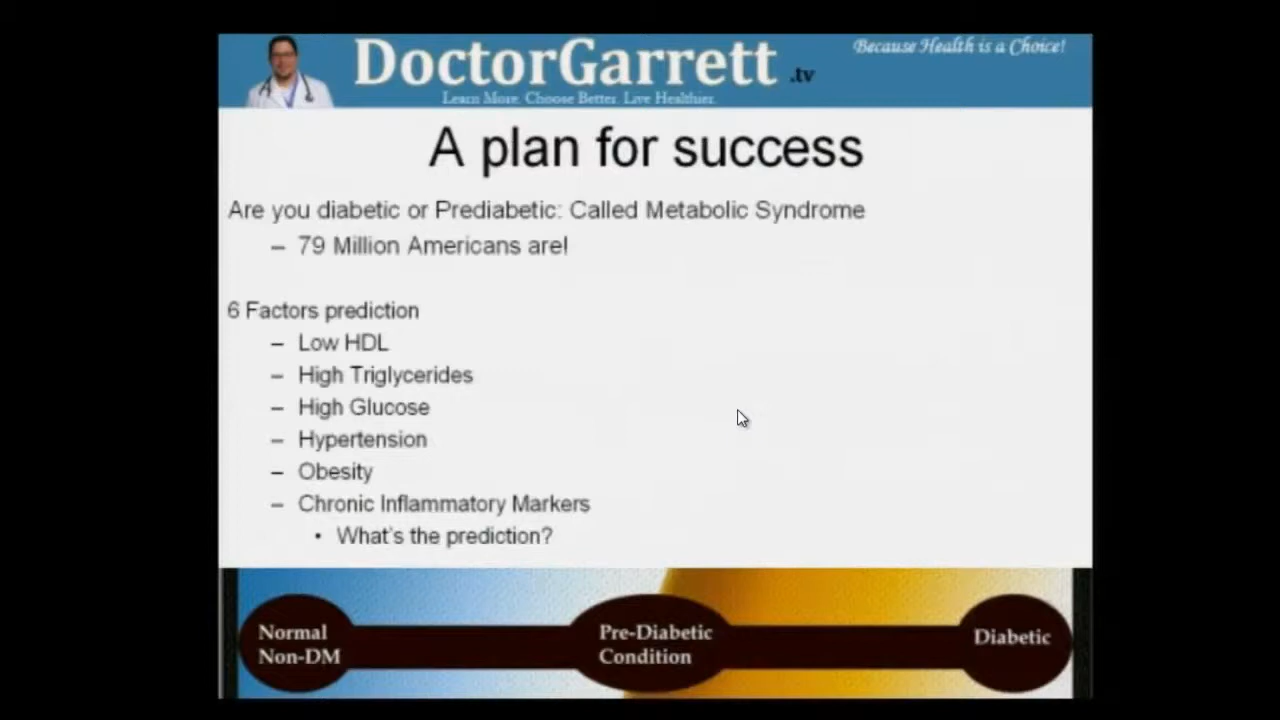 DoctorGarrett .tv
Because Health is a Choice!
Learn More. Choose Better. Live Healthier.
A plan for success
Are you diabetic or Prediabetic: Called Metabolic Syndrome
– 79 Million Americans are!
6 Factors prediction
– Low HDL
– High Triglycerides
– High Glucose
– Hypertension
– Obesity
– Chronic Inflammatory Markers
• What's the prediction?
Normal
Non-DM
Pre-Diabetic
Condition
Diabetic